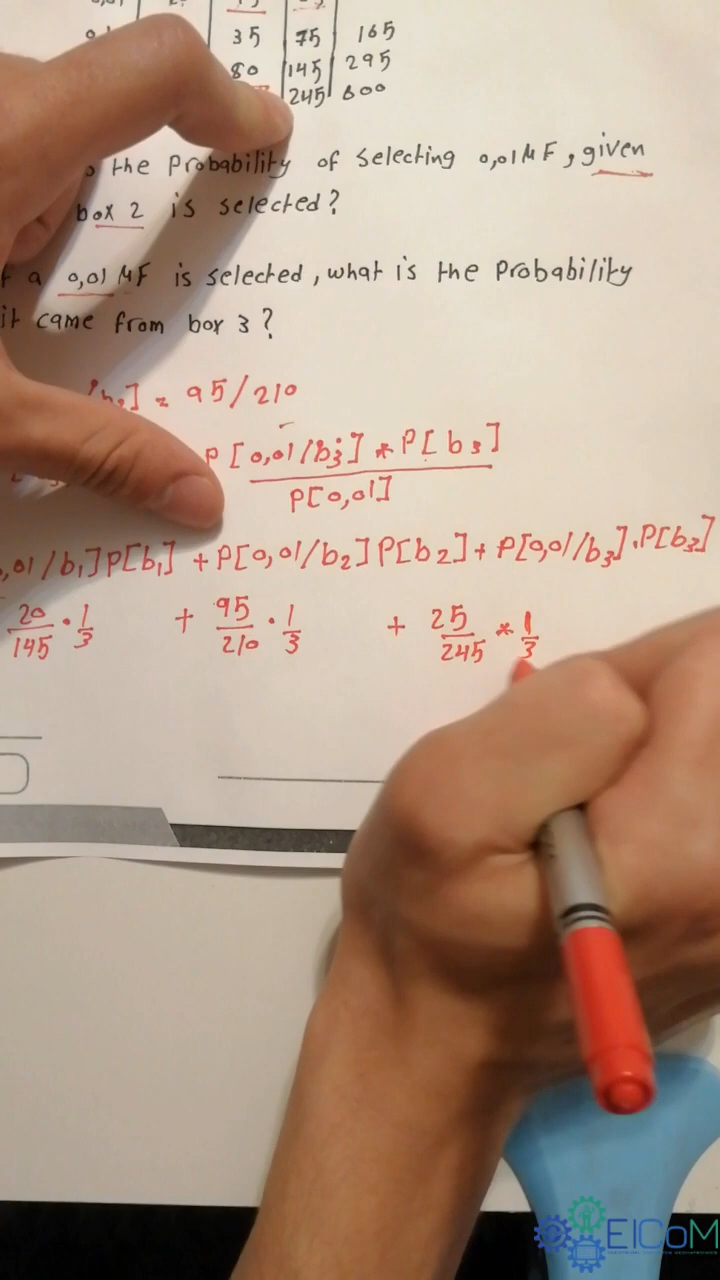 35 75 165
80 145 295
245 600
the Probability of selecting 0,01 MF, given
box 2 is selected?
a 0,01 MF is selected, what is the Probability
it came from box 3?
] = 95/210
P[0,01/b3] * P[b3]
P[0,01]
,01/b1]P[b1] + P[0,01/b2]P[b2] + P[0,01/b3].P[b3]
20/145 · 1/3 + 95/210 · 1/3 + 25/245 * 1/3
EICoM